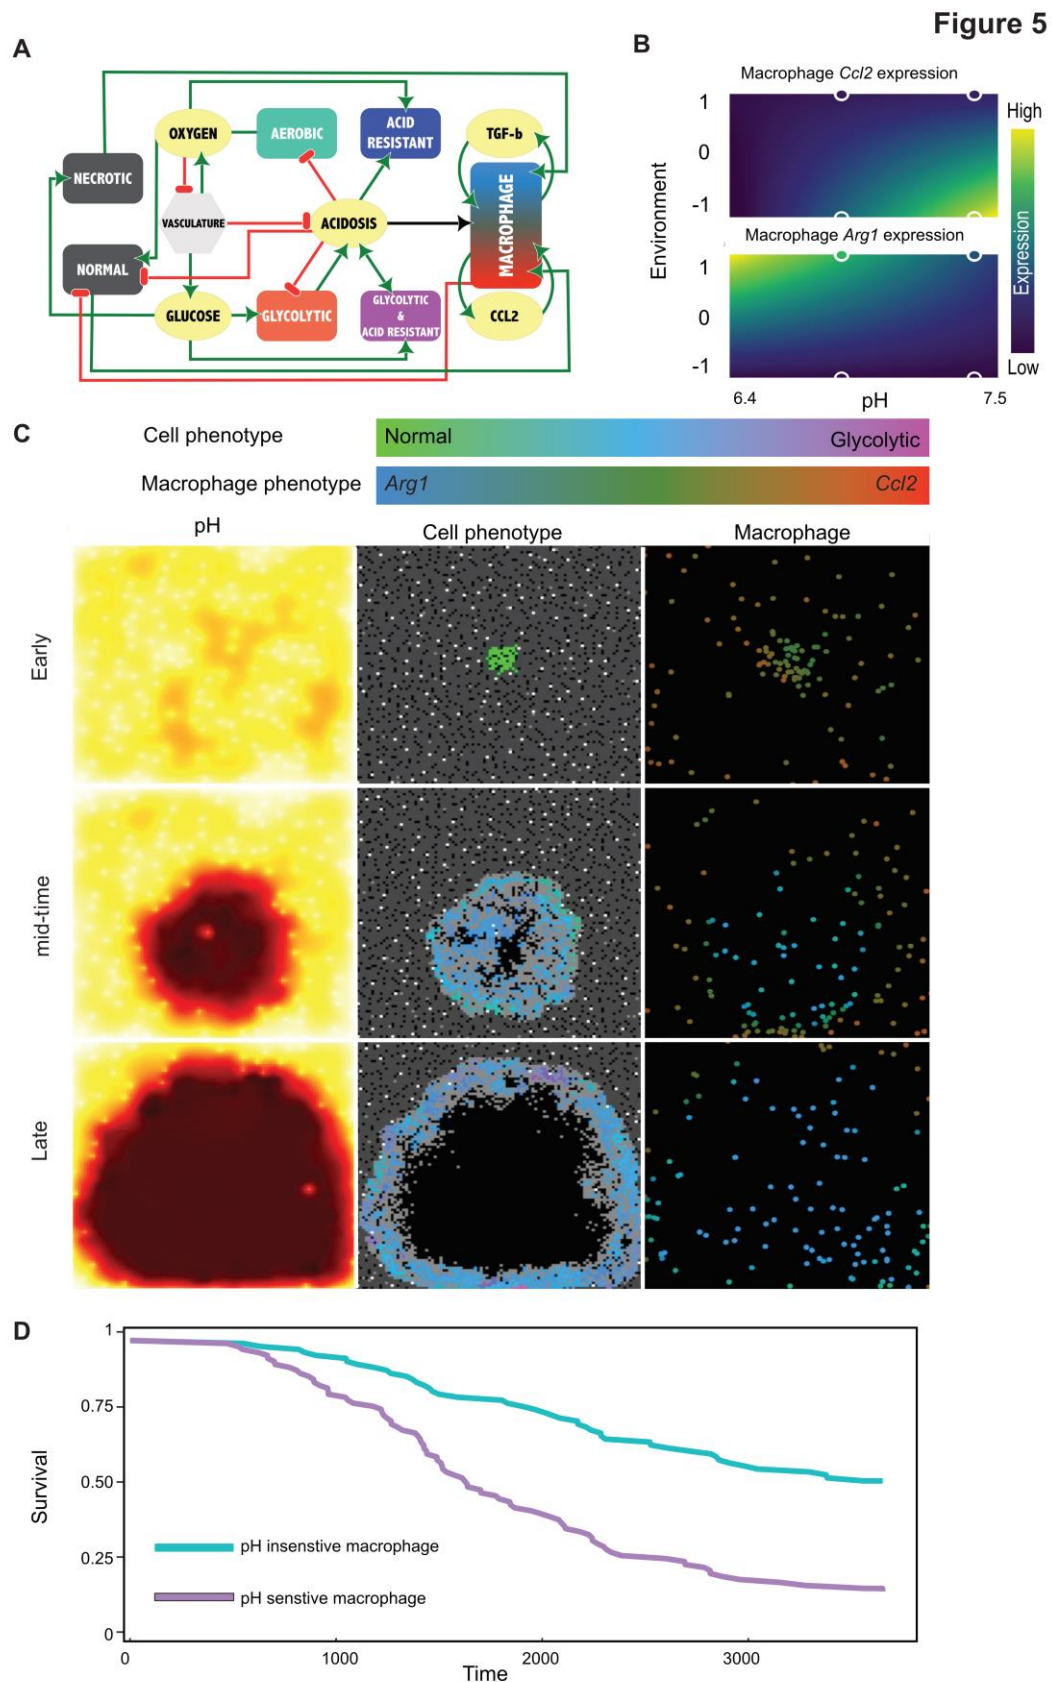 Figure 5
A
OXYGEN
AEROBIC
ACID
RESISTANT
TGF-b
NECROTIC
VASCULATURE
ACIDOSIS
MACROPHAGE
NORMAL
GLUCOSE
GLYCOLYTIC
GLYCOLYTIC
&
ACID RESISTANT
CCL2
B
Macrophage Ccl2 expression
1
0
-1
Macrophage Arg1 expression
1
0
-1
Environment
6.4
pH
7.5
High
Expression
Low
C
Cell phenotype
Normal
Glycolytic
Macrophage phenotype
Arg1
Ccl2
pH
Cell phenotype
Macrophage
Early
mid-time
Late
D
1
0.75
0.50
0.25
0
Survival
pH insenstive macrophage
pH senstive macrophage
0
1000
2000
3000
Time